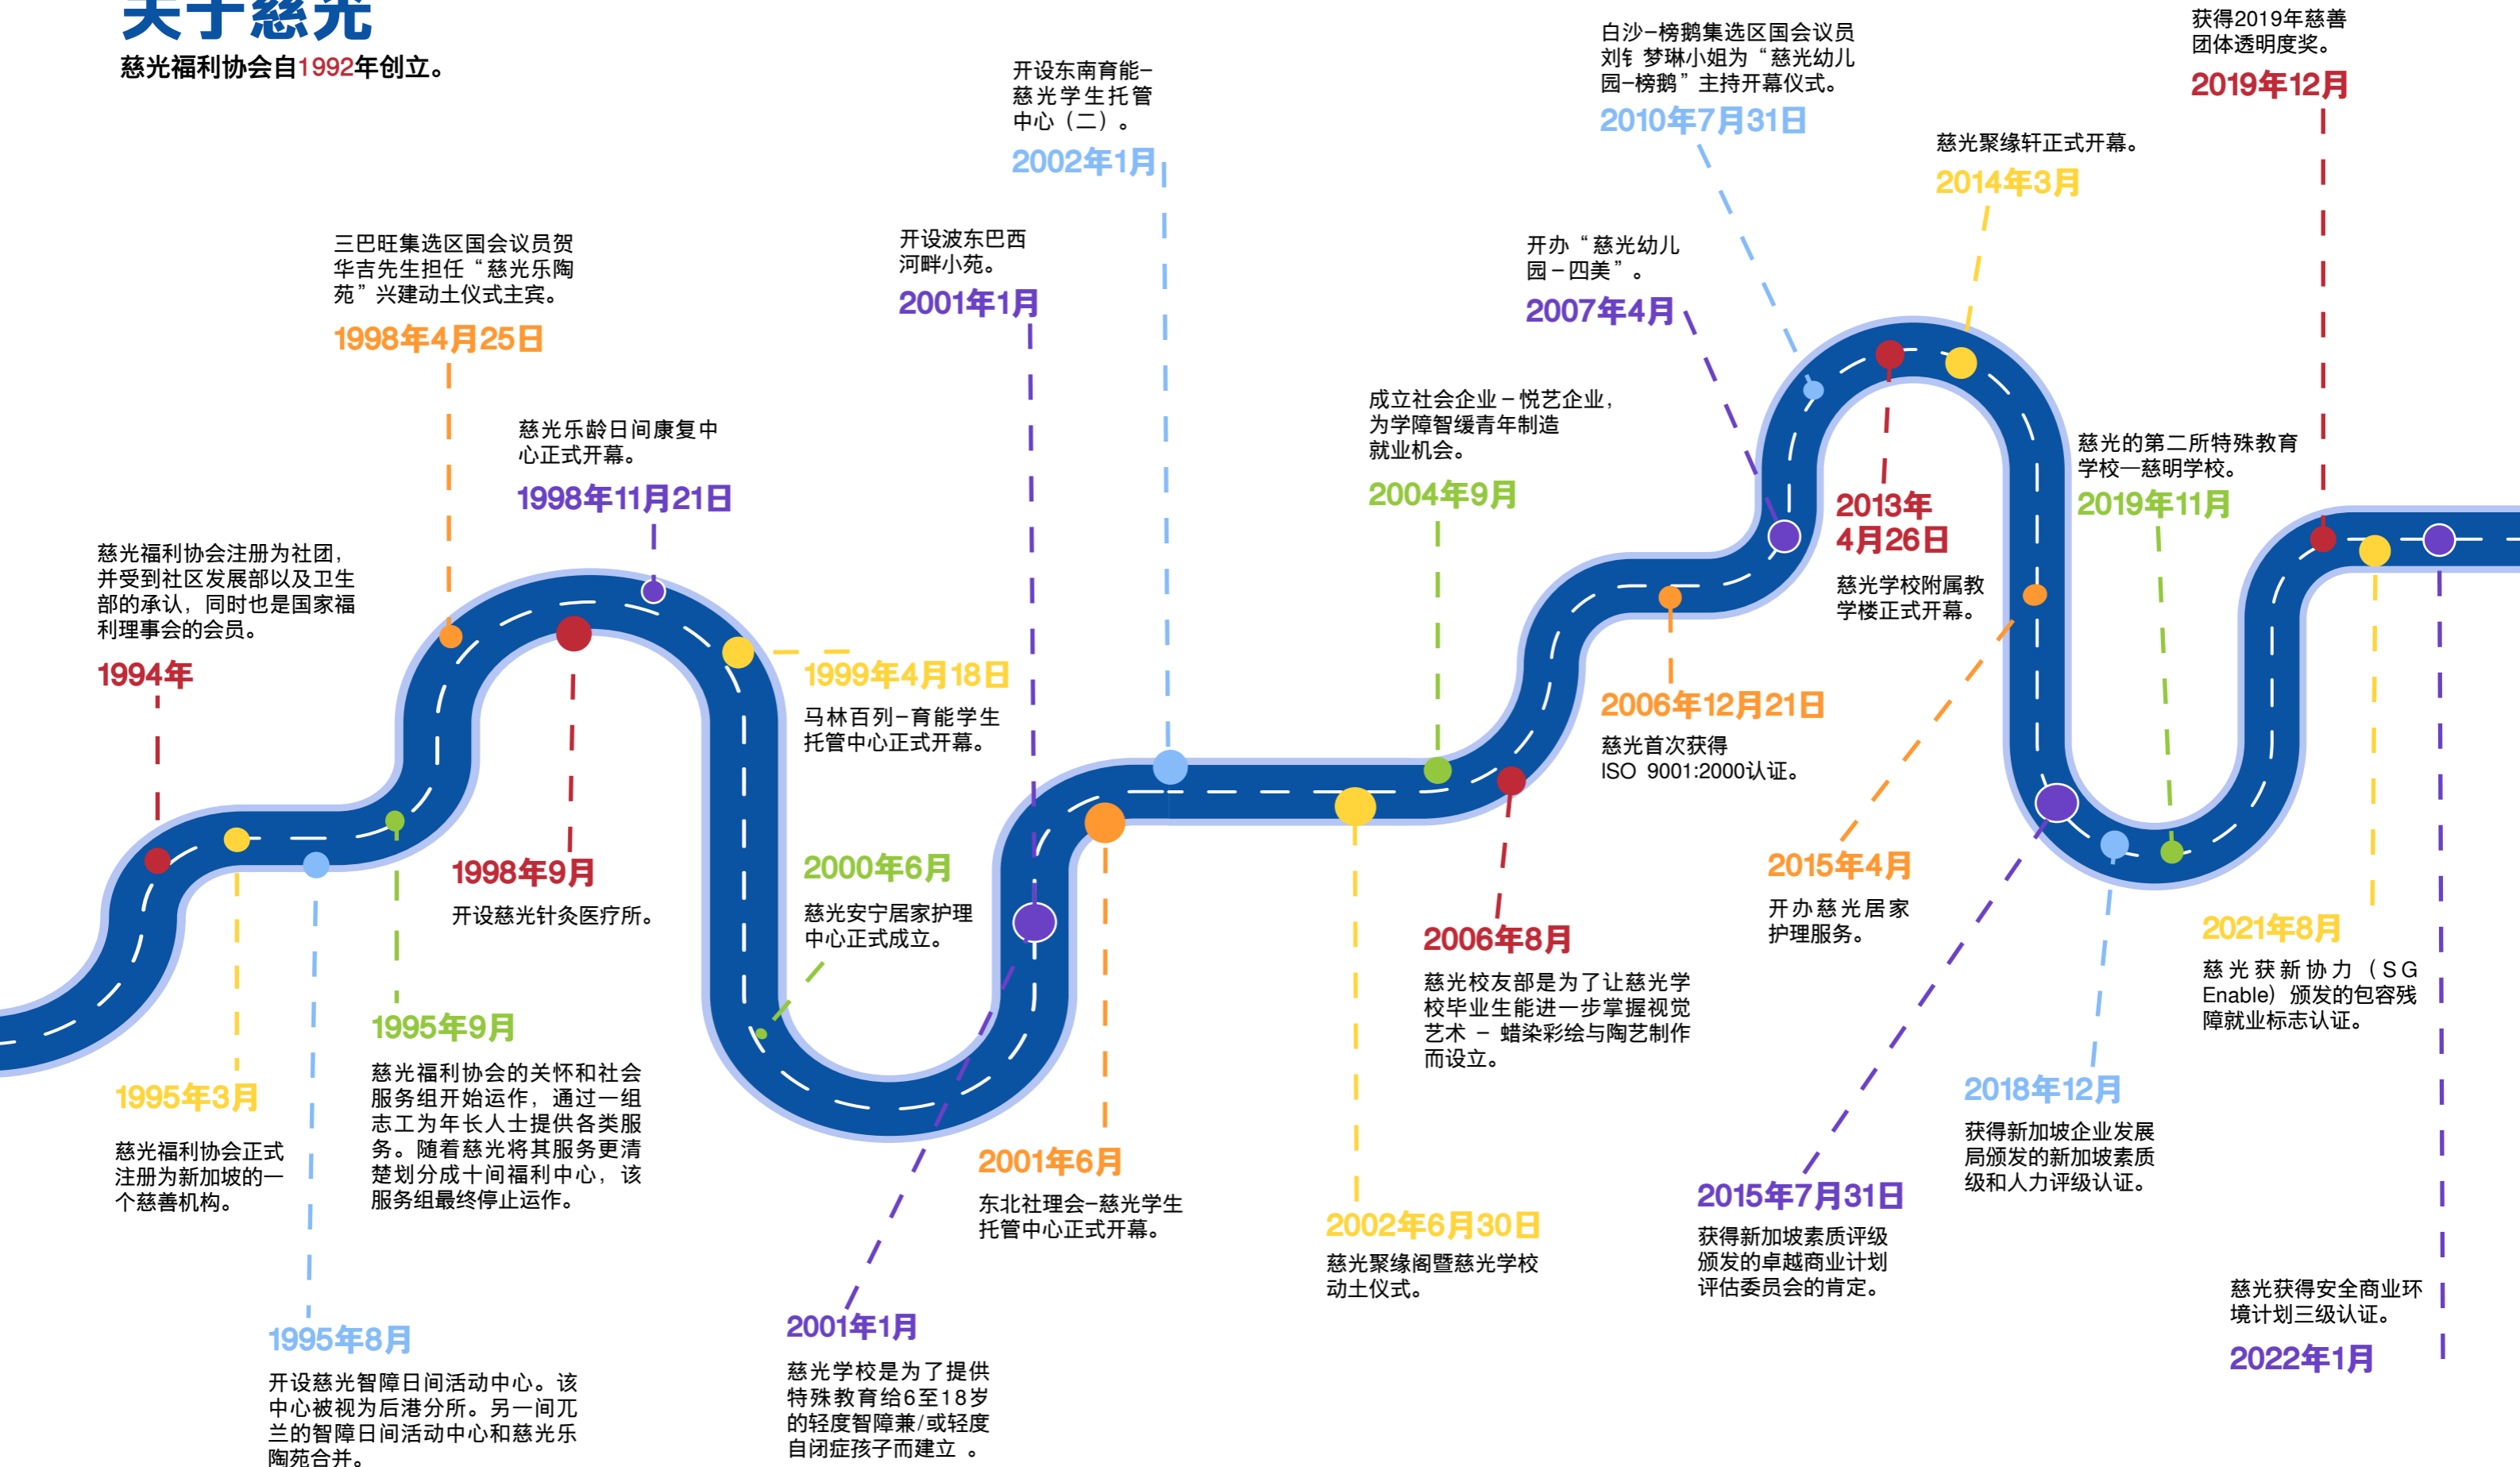 关于慈光
慈光福利协会自1992年创立。
慈光福利协会注册为社团，
并受到社区发展部以及卫生
部的承认，同时也是国家福
利理事会的会员。
1994年
1995年3月
慈光福利协会正式
注册为新加坡的一
个慈善机构。
1995年8月
开设慈光智障日间活动中心。该
中心被视为后港分所。另一间兀
兰的智障日间活动中心和慈光乐
陶苑合并。
1995年9月
慈光福利协会的关怀和社会
服务组开始运作，通过一组
志工为年长人士提供各类服
务。随着慈光将其服务更清
楚划分成十间福利中心，该
服务组最终停止运作。
三巴旺集选区国会议员贺
华吉先生担任“慈光乐陶
苑”兴建动土仪式主宾。
1998年4月25日
1998年9月
开设慈光针灸医疗所。
慈光乐龄日间康复中
心正式开幕。
1998年11月21日
1999年4月18日
马林百列-育能学生
托管中心正式开幕。
2000年6月
慈光安宁居家护理
中心正式成立。
2001年1月
慈光学校是为了提供
特殊教育给6至18岁
的轻度智障兼/或轻度
自闭症孩子而建立 。
开设波东巴西
河畔小苑。
2001年1月
2001年6月
东北社理会-慈光学生
托管中心正式开幕。
开设东南育能-
慈光学生托管
中心（二）。
2002年1月
2002年6月30日
慈光聚缘阁暨慈光学校
动土仪式。
成立社会企业-悦艺企业，
为学障智缓青年制造
就业机会。
2004年9月
2006年8月
慈光校友部是为了让慈光学
校毕业生能进一步掌握视觉
艺术 - 蜡染彩绘与陶艺制作
而设立。
2006年12月21日
慈光首次获得
ISO 9001:2000认证。
开办“慈光幼儿
园-四美”。
2007年4月
白沙-榜鹅集选区国会议员
刘钅梦琳小姐为“慈光幼儿
园-榜鹅”主持开幕仪式。
2010年7月31日
2013年
4月26日
慈光学校附属教
学楼正式开幕。
慈光聚缘轩正式开幕。
2014年3月
2015年4月
开办慈光居家
护理服务。
2015年7月31日
获得新加坡素质评级
颁发的卓越商业计划
评估委员会的肯定。
2018年12月
获得新加坡企业发展
局颁发的新加坡素质
级和人力评级认证。
慈光的第二所特殊教育
学校—慈明学校。
2019年11月
获得2019年慈善
团体透明度奖。
2019年12月
2021年8月
慈光获新协力（SG
Enable）颁发的包容残
障就业标志认证。
慈光获得安全商业环
境计划三级认证。
2022年1月